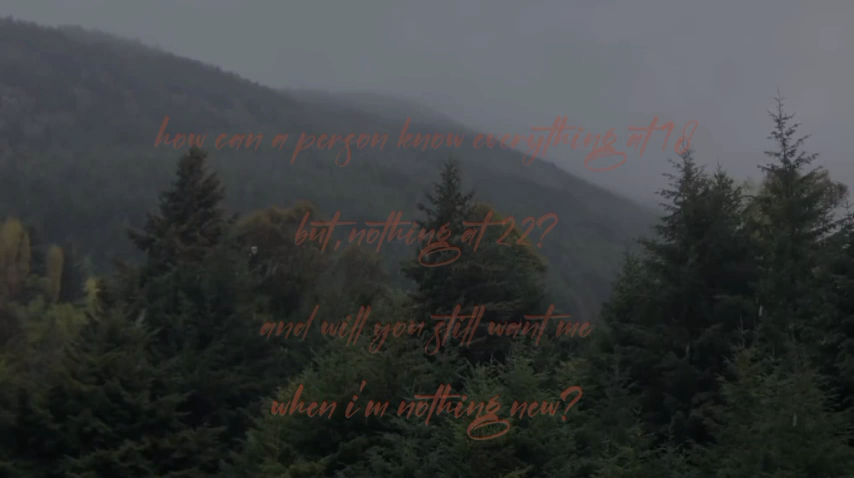 how can a person know everything at 18
but, nothing at 22?
and will you still want me
when i'm nothing new?